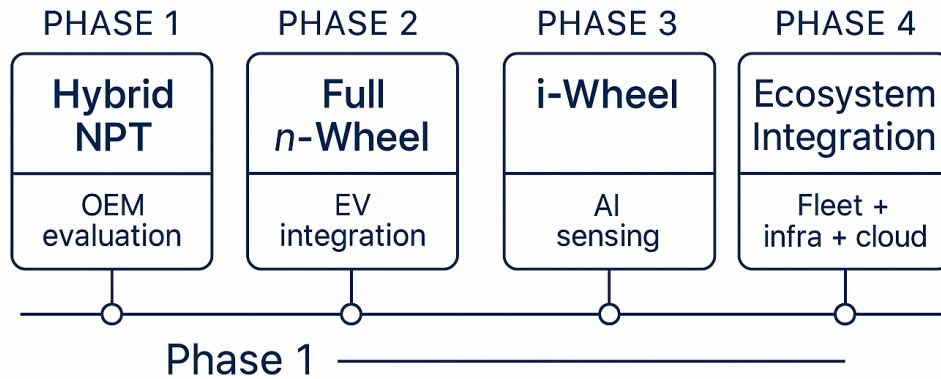 PHASE 1
Hybrid
NPT
OEM
evaluation
PHASE 2
Full
n-Wheel
EV
integration
PHASE 3
i-Wheel
AI
sensing
PHASE 4
Ecosystem
Integration
Fleet +
infra + cloud
Phase 1